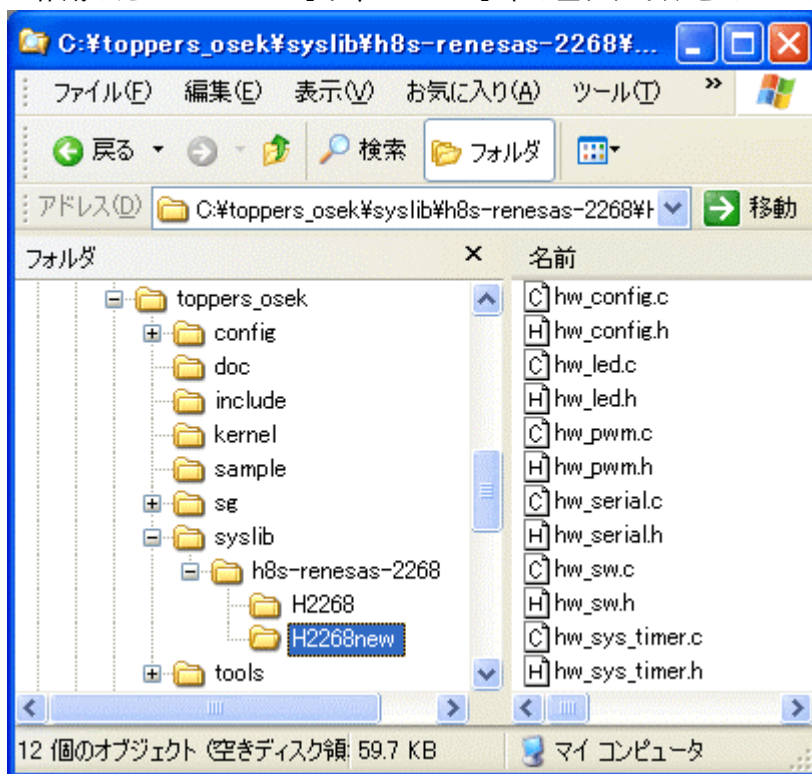 C:¥toppers_osek¥syslib¥h8s-renesas-2268¥...
ファイル(F) 編集(E) 表示(V) お気に入り(A) ツール(T) »
戻る 検索 フォルダ
アドレス(D) C:¥toppers_osek¥syslib¥h8s-renesas-2268¥H 移動
フォルダ × 名前
toppers_osek
config
doc
include
kernel
sample
sg
syslib
h8s-renesas-2268
H2268
H2268new
tools
hw_config.c
hw_config.h
hw_led.c
hw_led.h
hw_pwm.c
hw_pwm.h
hw_serial.c
hw_serial.h
hw_sw.c
hw_sw.h
hw_sys_timer.c
hw_sys_timer.h
12 個のオブジェクト (空きディスク領 59.7 KB マイ コンピュータ